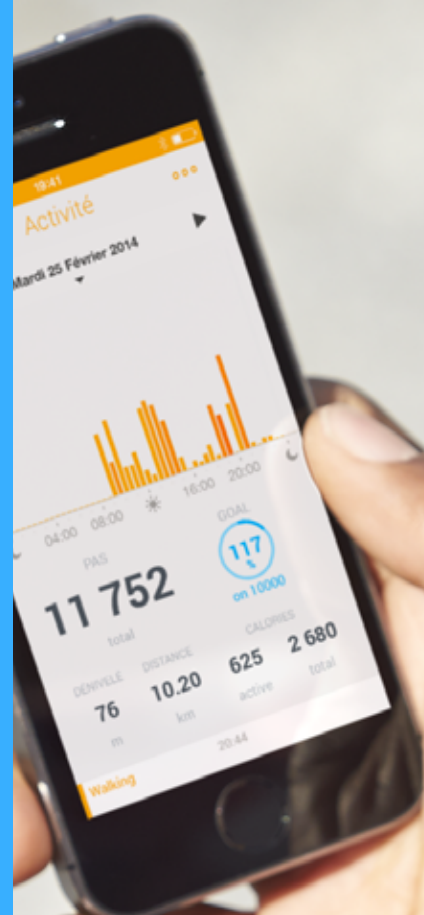 19:41
Activité
Mardi 25 Février 2014
04:00 08:00 16:00 20:00
PAS
11 752
total
GOAL
117
%
on 10000
DÉNIVELÉ
76
m
DISTANCE
10.20
km
CALORIES
625
active
2 680
total
20:44
Walking